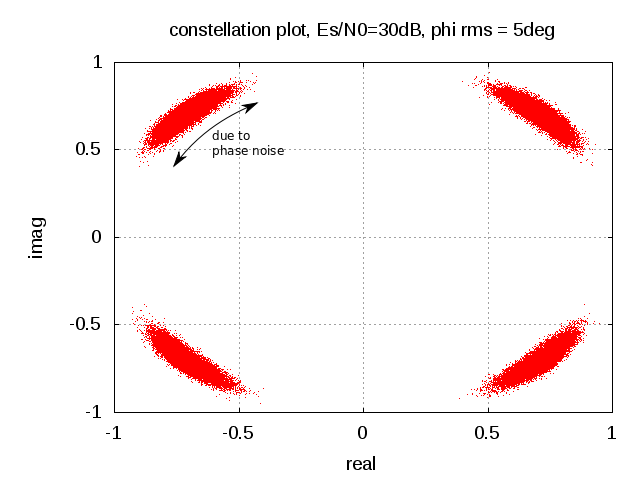 constellation plot, Es/N0=30dB, phi rms = 5deg
1
0.5
0
-0.5
-1
imag
due to
phase noise
-1
-0.5
0
0.5
1
real